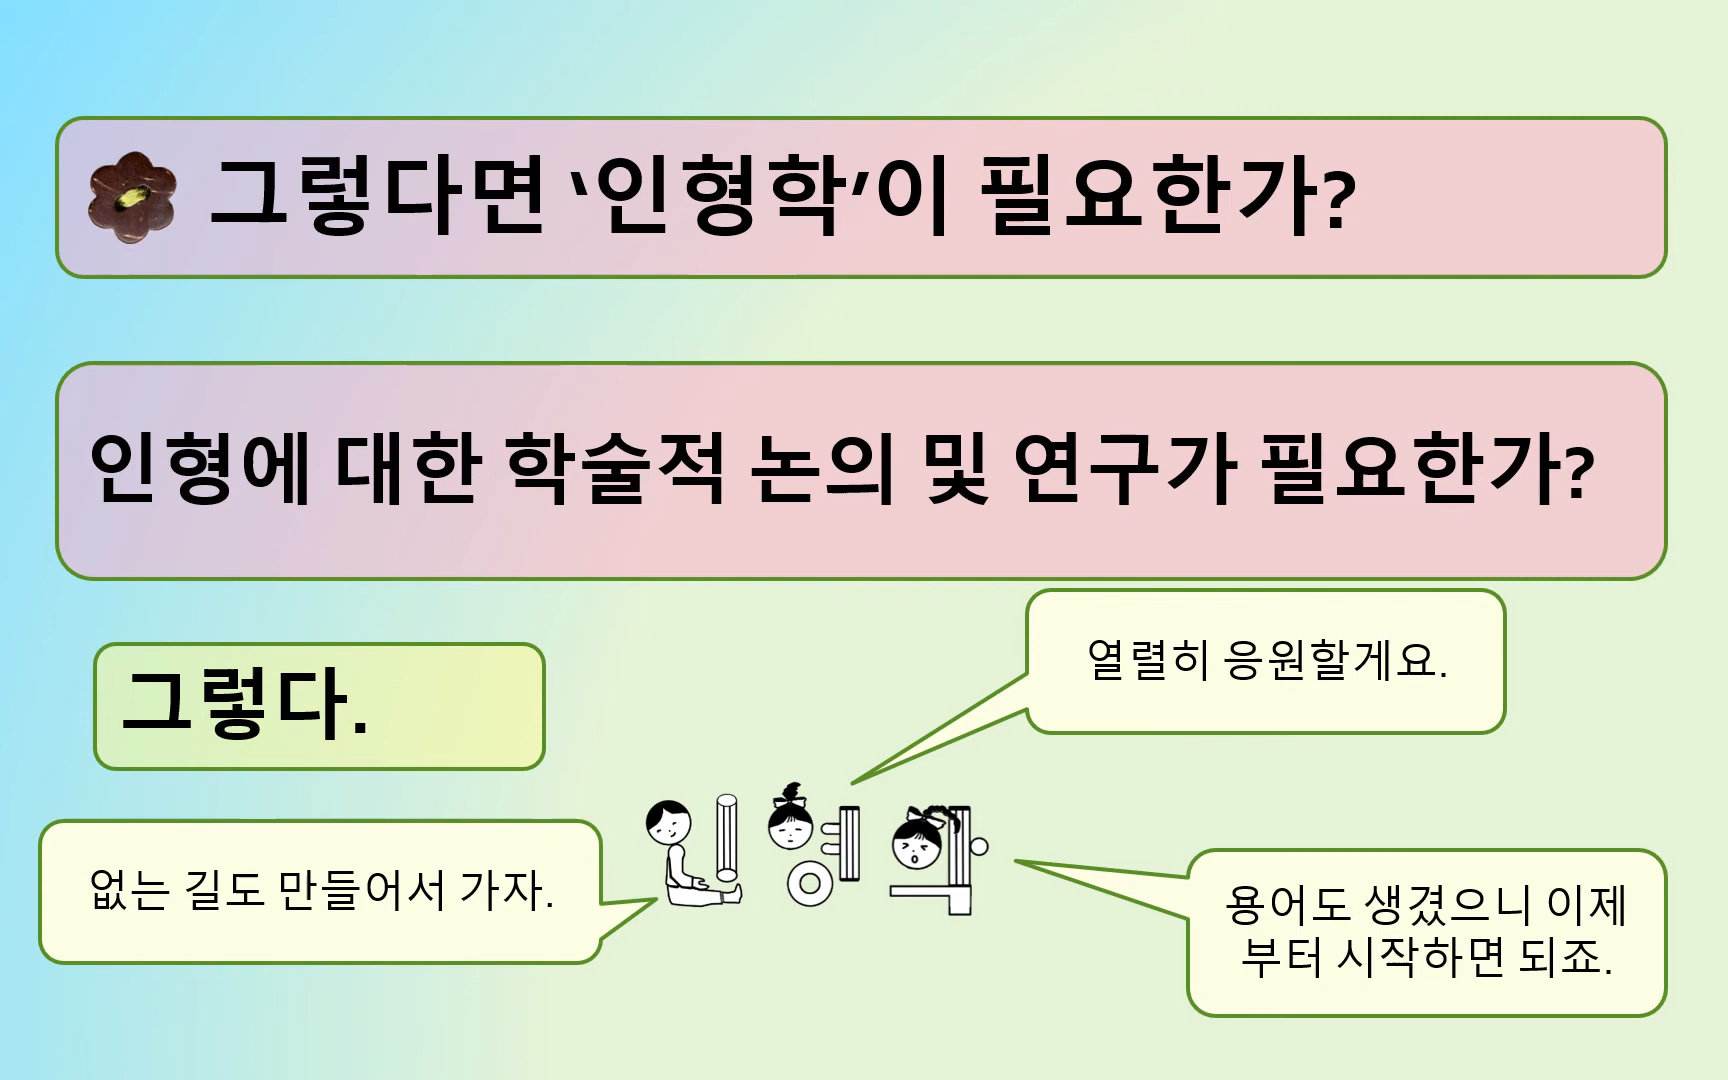 그렇다면 ‘인형학’이 필요한가?
인형에 대한 학술적 논의 및 연구가 필요한가?
그렇다.
열렬히 응원할게요.
인형학
없는 길도 만들어서 가자.
용어도 생겼으니 이제
부터 시작하면 되죠.